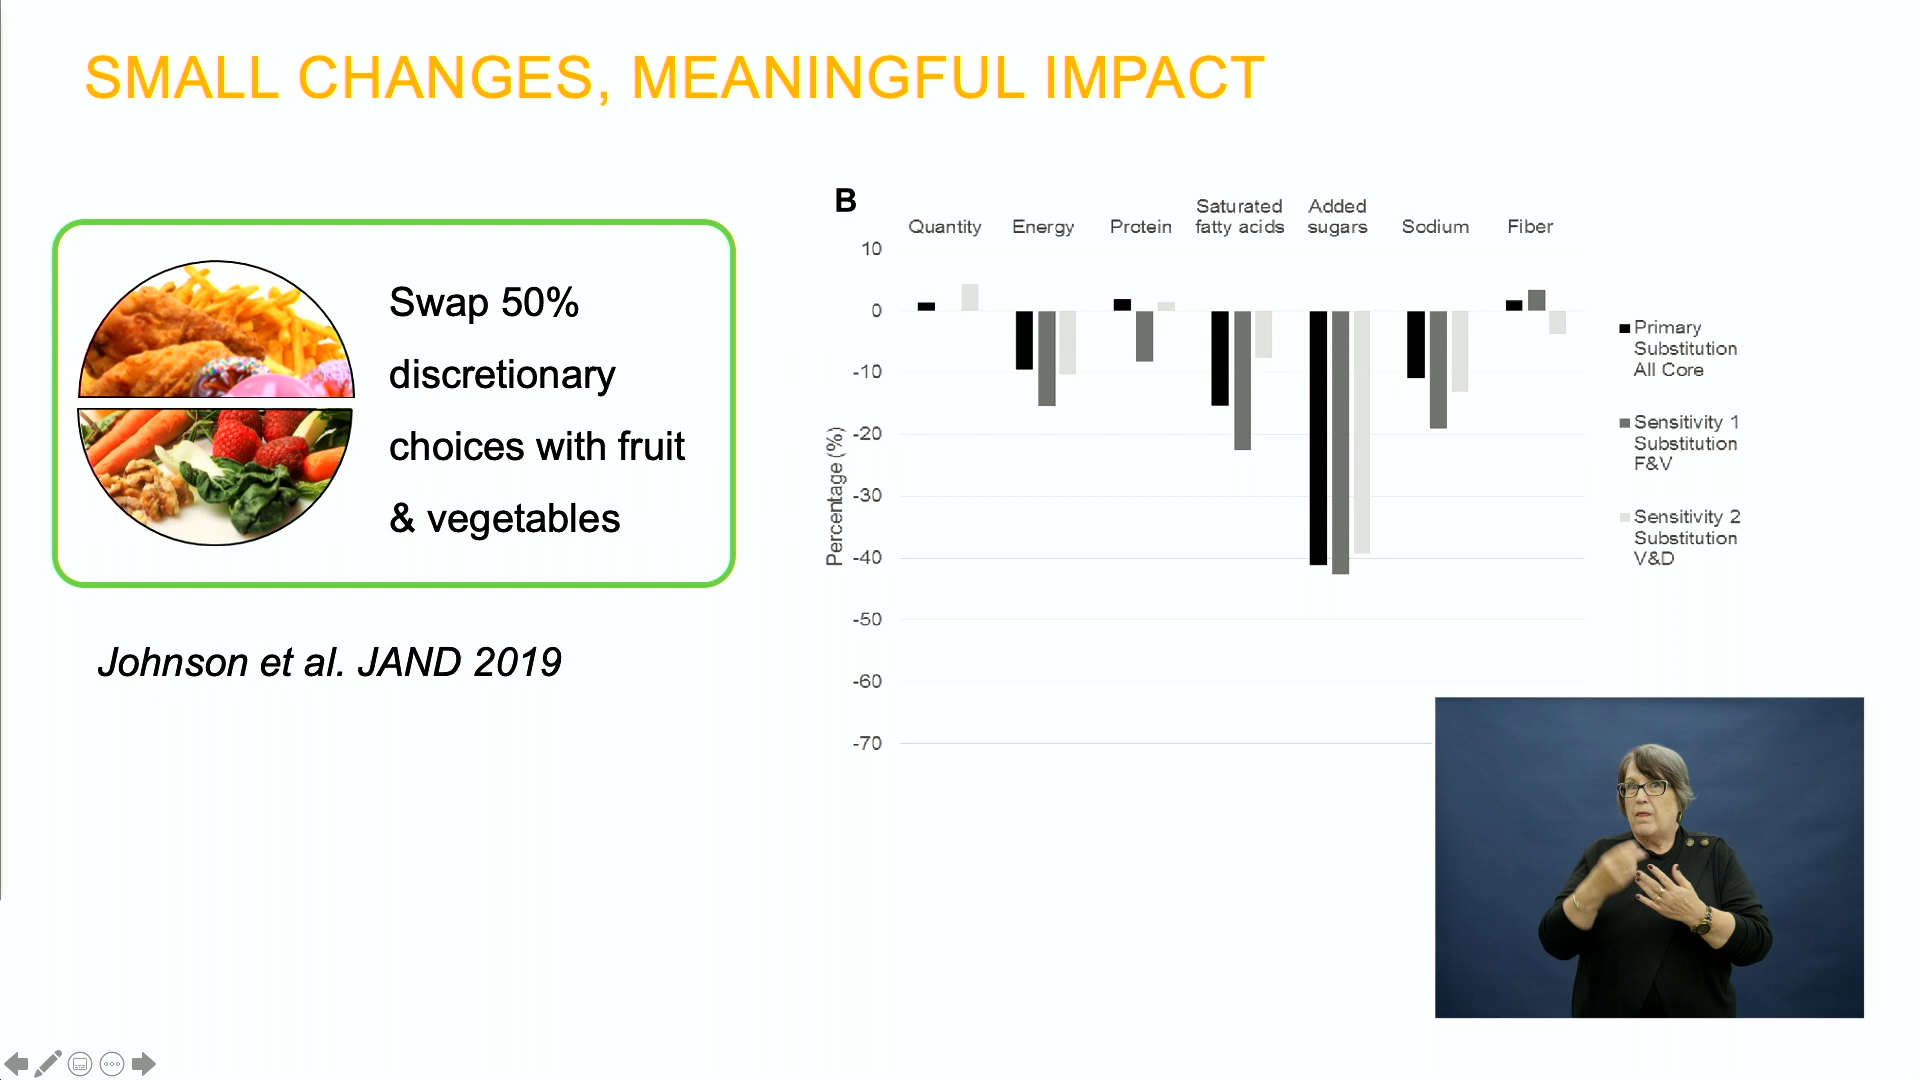 SMALL CHANGES, MEANINGFUL IMPACT
Swap 50%
discretionary
choices with fruit
& vegetables
Johnson et al. JAND 2019
B
Quantity
Energy
Protein
Saturated
fatty acids
Added
sugars
Sodium
Fiber
Percentage (%)
10
0
-10
-20
-30
-40
-50
-60
-70
Primary
Substitution
All Core
Sensitivity 1
Substitution
F&V
Sensitivity 2
Substitution
V&D